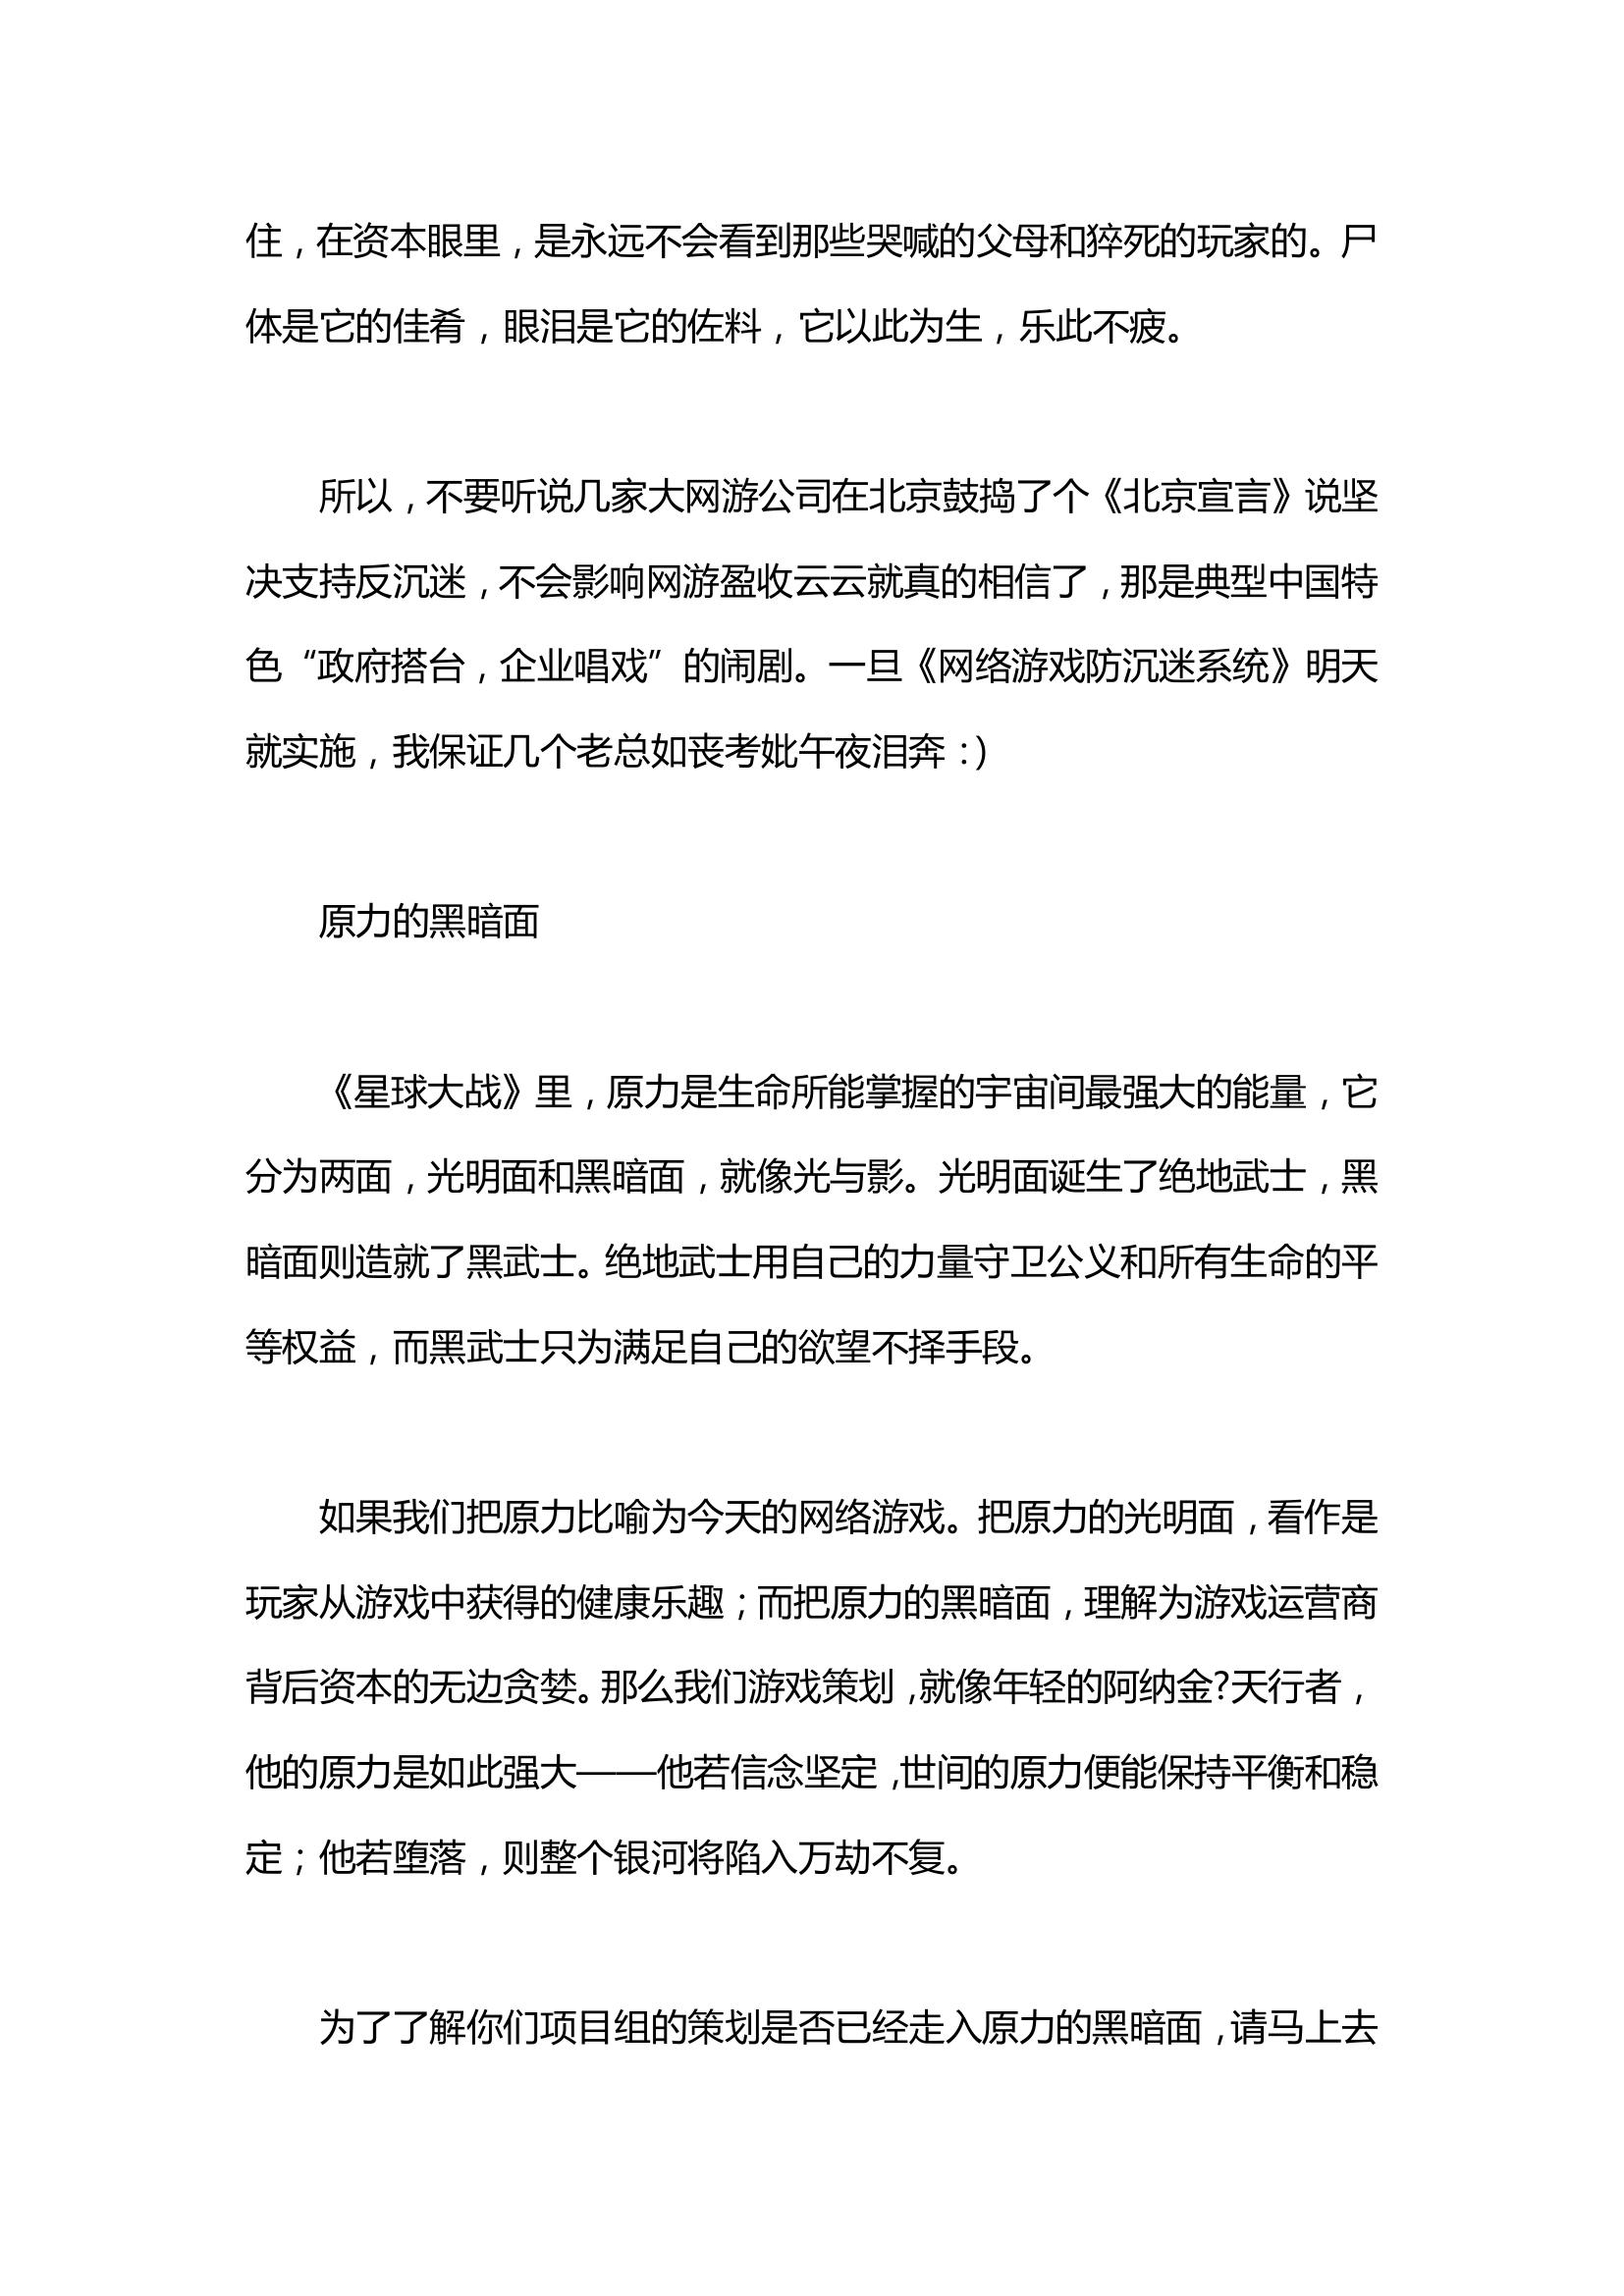 住，在资本眼里，是永远不会看到那些哭喊的父母和猝死的玩家的。尸
体是它的佳肴，眼泪是它的佐料，它以此为生，乐此不疲。
所以，不要听说几家大网游公司在北京鼓捣了个《北京宣言》说坚
决支持反沉迷，不会影响网游盈收云云就真的相信了，那是典型中国特
色“政府搭台，企业唱戏”的闹剧。一旦《网络游戏防沉迷系统》明天
就实施，我保证几个老总如丧考妣午夜泪奔：）
原力的黑暗面
《星球大战》里，原力是生命所能掌握的宇宙间最强大的能量，它
分为两面，光明面和黑暗面，就像光与影。光明面诞生了绝地武士，黑
暗面则造就了黑武士。绝地武士用自己的力量守卫公义和所有生命的平
等权益，而黑武士只为满足自己的欲望不择手段。
如果我们把原力比喻为今天的网络游戏。把原力的光明面，看作是
玩家从游戏中获得的健康乐趣；而把原力的黑暗面，理解为游戏运营商
背后资本的无边贪婪。那么我们游戏策划，就像年轻的阿纳金?天行者，
他的原力是如此强大——他若信念坚定，世间的原力便能保持平衡和稳
定；他若堕落，则整个银河将陷入万劫不复。
为了了解你们项目组的策划是否已经走入原力的黑暗面，请马上去